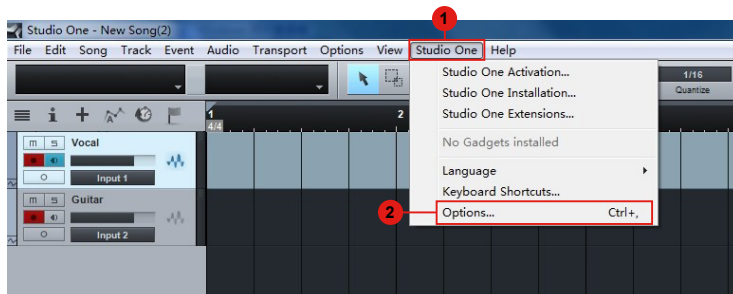 1
Studio One - New Song(2)
File Edit Song Track Event Audio Transport Options View Studio One Help
Studio One Activation...
Studio One Installation...
Studio One Extensions...
No Gadgets installed
Language
Keyboard Shortcuts...
2
Options... Ctrl+,
1/16
Quantize
i
1
2
4/4
m s Vocal
Input 1
m s Guitar
Input 2